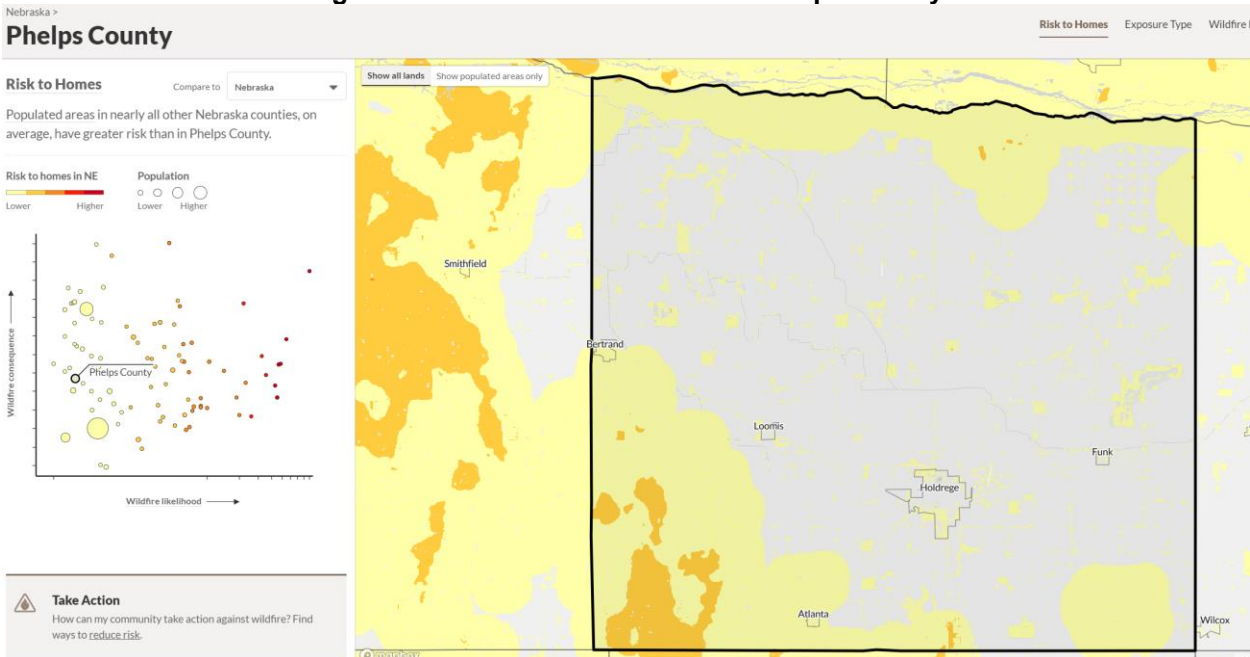 Nebraska >
Phelps County
Risk to Homes
Exposure Type
Wildfire
Risk to Homes
Compare to
Nebraska
Populated areas in nearly all other Nebraska counties, on
average, have greater risk than in Phelps County.
Risk to homes in NE
Population
Lower
Higher
Lower
Higher
Wildfire consequence
Phelps County
Wildfire likelihood
Take Action
How can my community take action against wildfire? Find
ways to reduce risk.
Show all lands
Show populated areas only
Smithfield
Bertrand
Loomis
Funk
Holdrege
Atlanta
Wilcox
mapbox